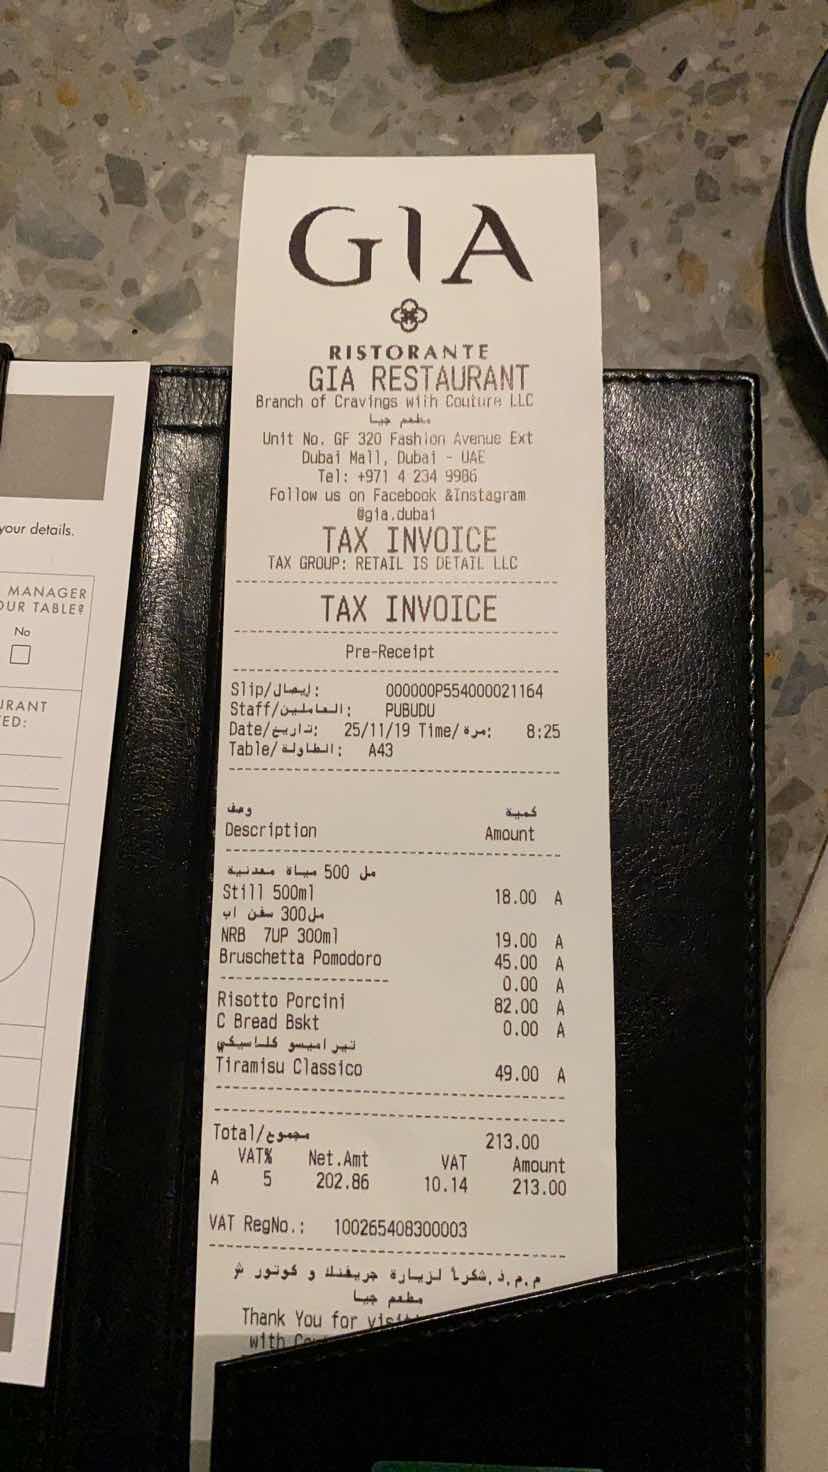 GIA
RISTORANTE
GIA RESTAURANT
Branch of Cravings with Couture LLC
مطعم جيا
Unit No. GF 320 Fashion Avenue Ext
Dubai Mall, Dubai - UAE
Tel: +971 4 234 9986
Follow us on Facebook &Instagram
@gia.dubai
TAX INVOICE
TAX GROUP: RETAIL IS DETAIL LLC
TAX INVOICE
Pre-Receipt
Slip/إيصال: 000000P554000021164
Staff/العاملين: PUBUDU
Date/تاريخ: 25/11/19 Time/مرة: 8:25
Table/الطاولة: A43
وصف كمية
Description Amount
مل 500 مياة معدنية
Still 500ml 18.00 A
مل300 سفن اب
NRB 7UP 300ml 19.00 A
Bruschetta Pomodoro 45.00 A
0.00 A
Risotto Porcini 82.00 A
C Bread Bskt 0.00 A
تيراميسو كلاسيكي
Tiramisu Classico 49.00 A
Total/مجموع 213.00
VAT% Net.Amt VAT Amount
A 5 202.86 10.14 213.00
VAT RegNo.: 100265408300003
م.م.ذ.شكرأ لزيارة جريفنك و كوتور ش
مطعم جيا
Thank You for
with
your details.
MANAGER
OUR TABLE?
No